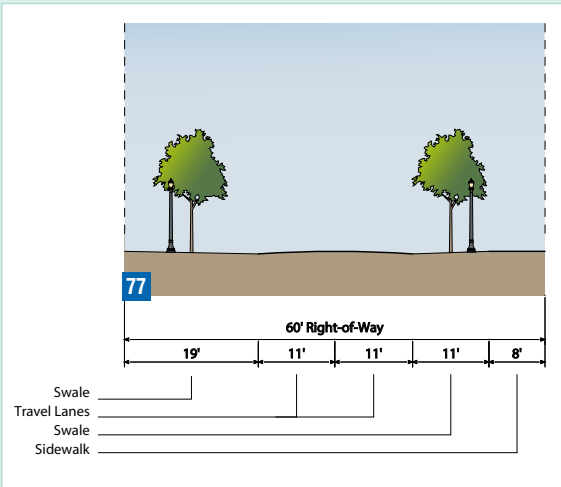 77
60' Right-of-Way
19' 11' 11' 11' 8'
Swale
Travel Lanes
Swale
Sidewalk